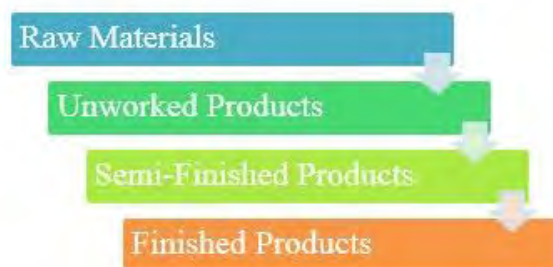 Raw Materials
Unworked Products
Semi-Finished Products
Finished Products